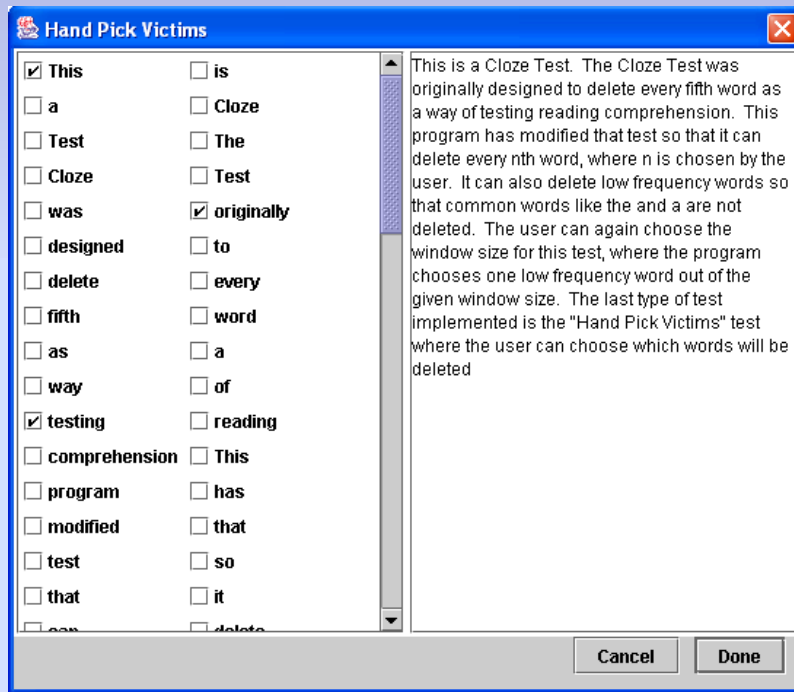 Hand Pick Victims
This is
a Cloze
Test The
Cloze Test
was originally
designed to
delete every
fifth word
as a
way of
testing reading
comprehension This
program has
modified that
test so
that it
can delete
This is a Cloze Test. The Cloze Test was
originally designed to delete every fifth word as
a way of testing reading comprehension. This
program has modified that test so that it can
delete every nth word, where n is chosen by the
user. It can also delete low frequency words so
that common words like the and a are not
deleted. The user can again choose the
window size for this test, where the program
chooses one low frequency word out of the
given window size. The last type of test
implemented is the "Hand Pick Victims" test
where the user can choose which words will be
deleted
Cancel Done